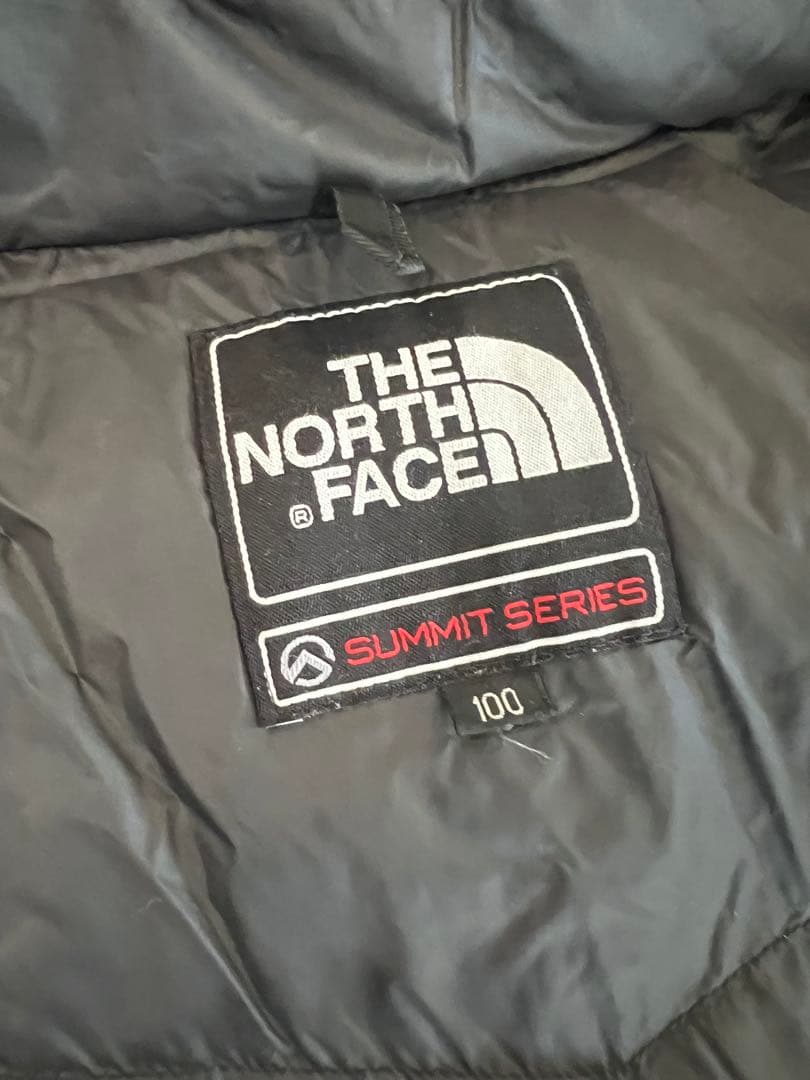 THE
NORTH
® FACE
SUMMIT SERIES
100